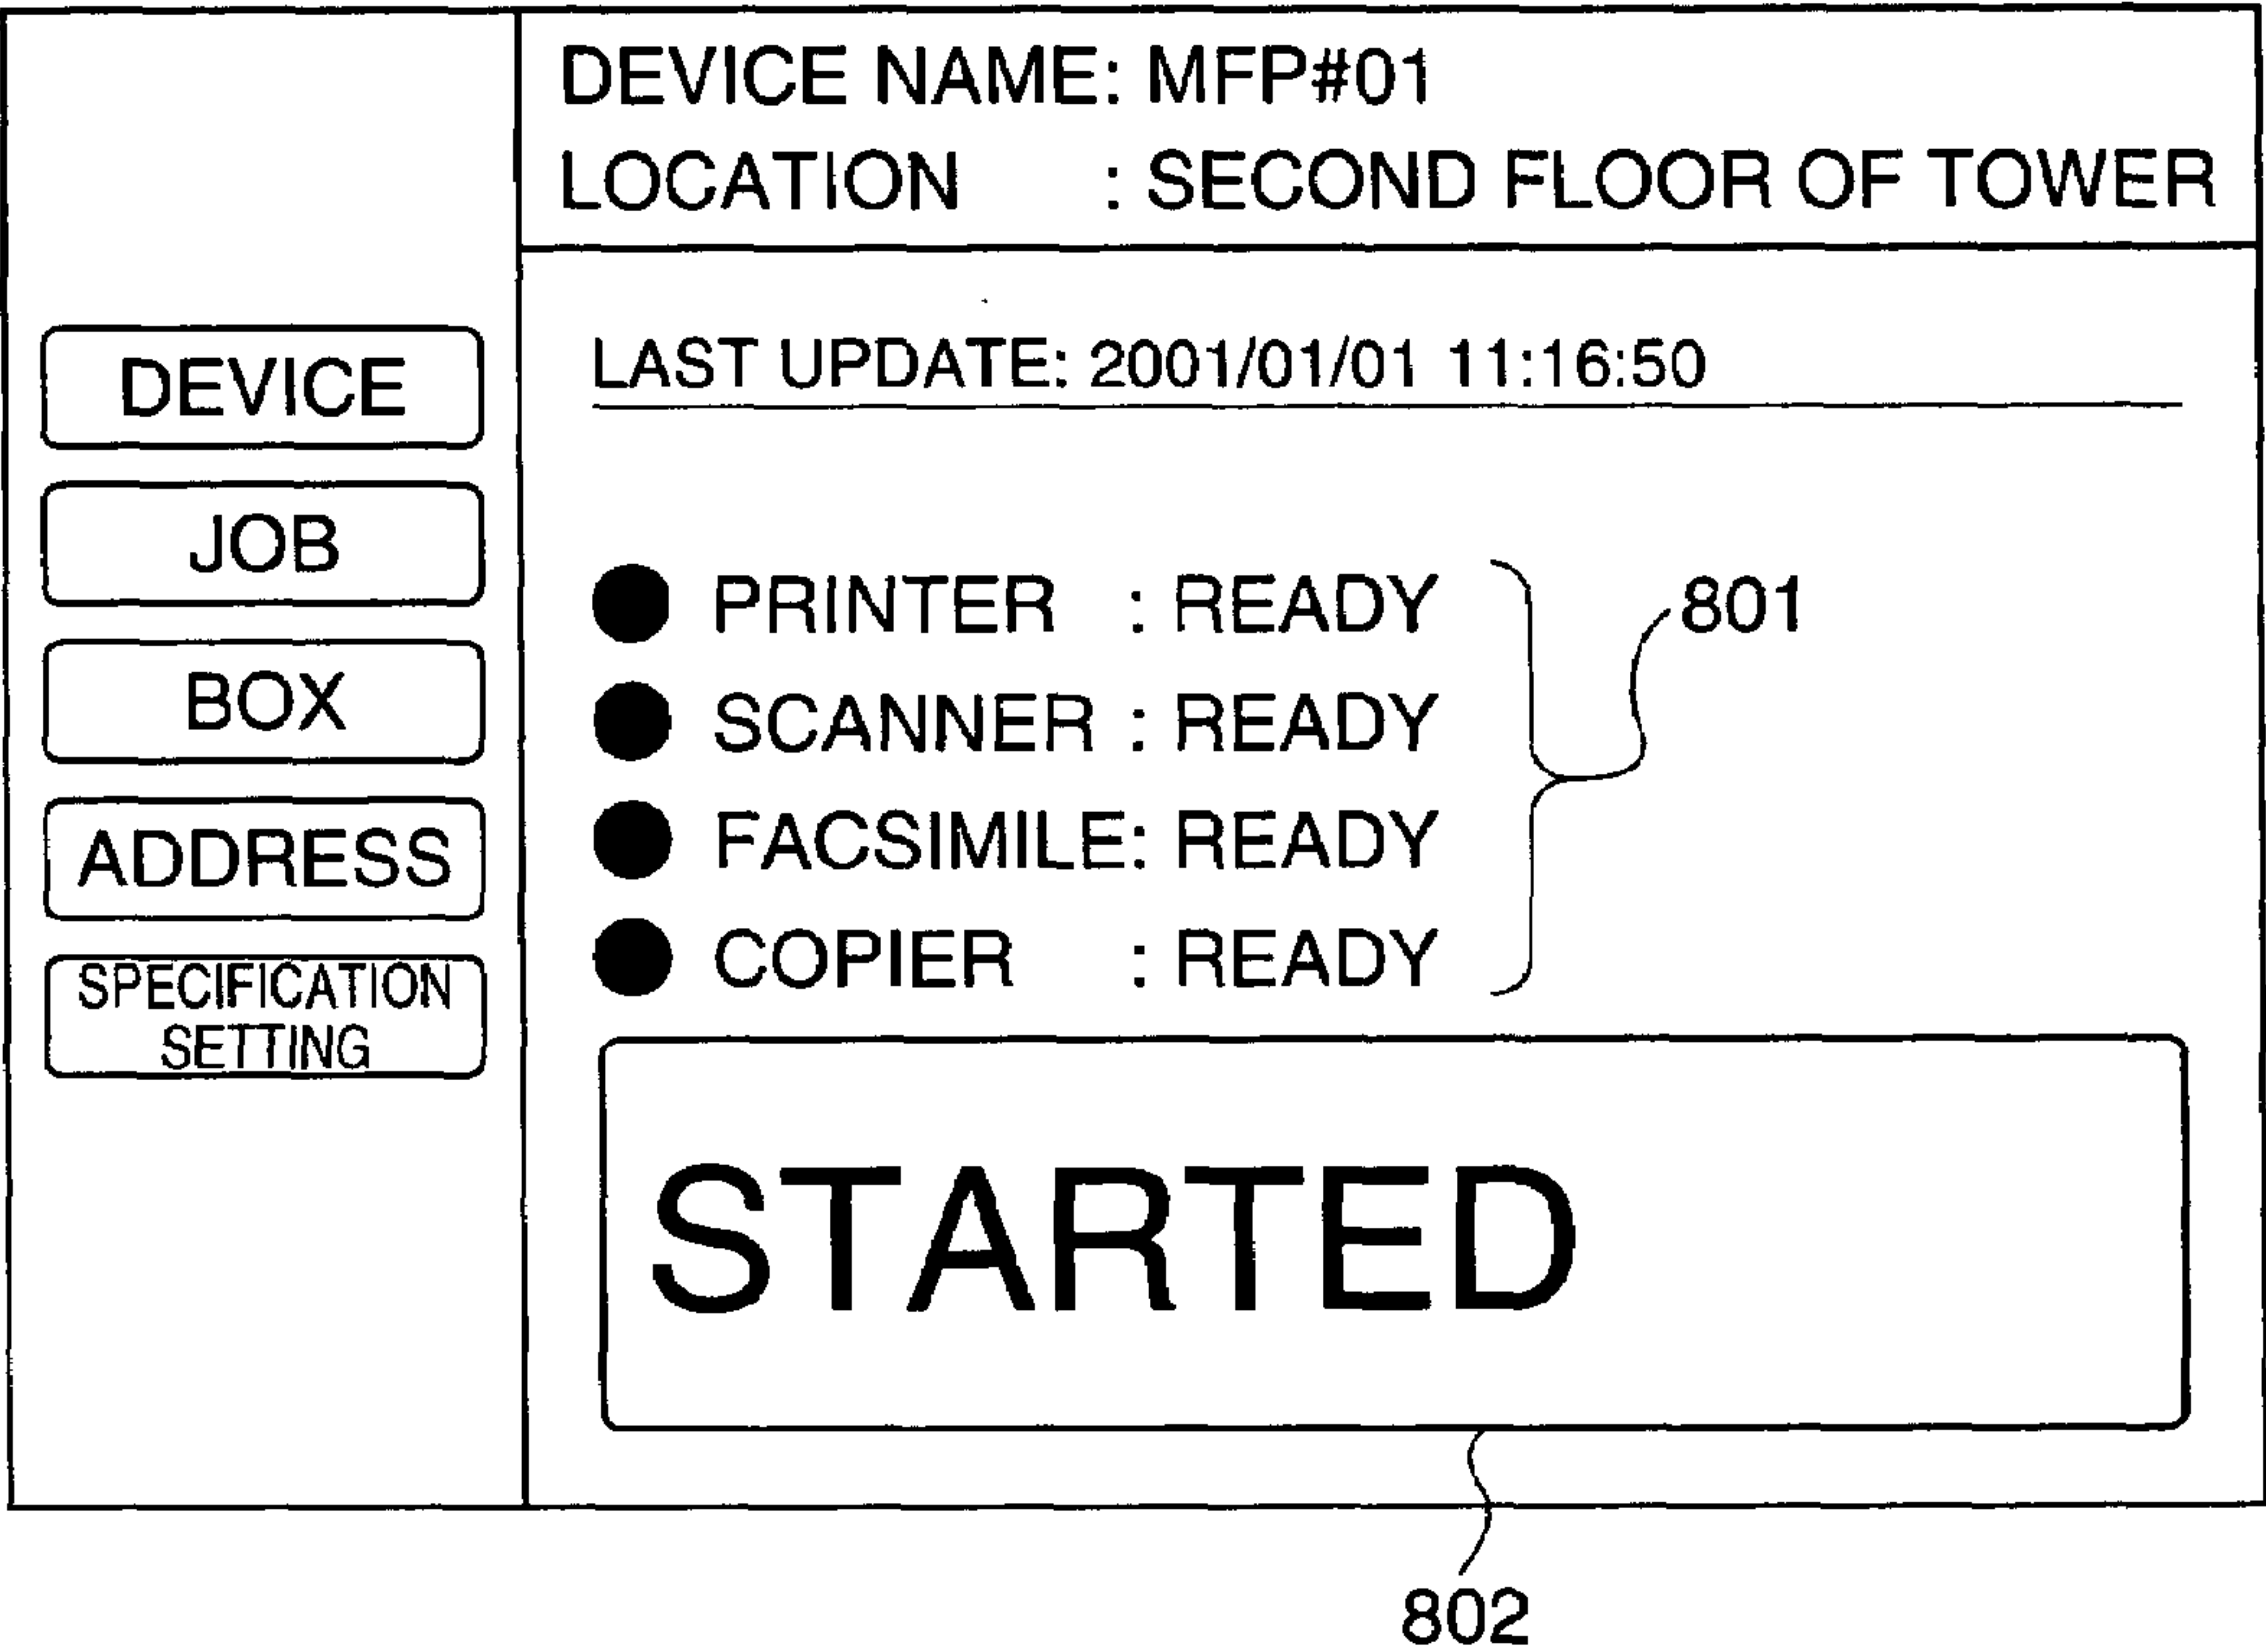 DEVICE NAME: MFP#01
LOCATION : SECOND FLOOR OF TOWER
DEVICE
JOB
BOX
ADDRESS
SPECIFICATION
SETTING
LAST UPDATE: 2001/01/01 11:16:50
PRINTER : READY
SCANNER : READY
FACSIMILE: READY
COPIER : READY
801
STARTED
802